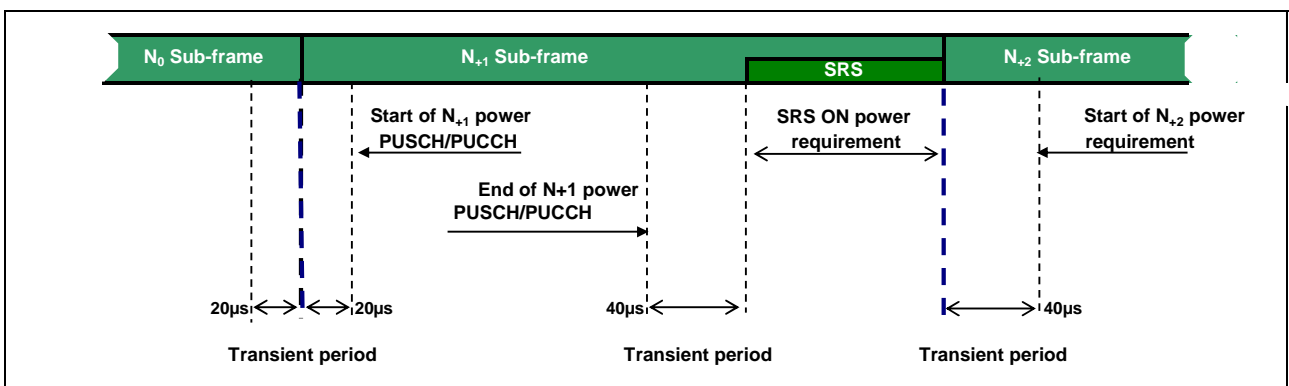 N0 Sub-frame
N+1 Sub-frame
N+2 Sub-frame
SRS
Start of N+1 power
PUSCH/PUCCH
SRS ON power
requirement
Start of N+2 power
requirement
End of N+1 power
PUSCH/PUCCH
20µs
20µs
40µs
40µs
Transient period
Transient period
Transient period